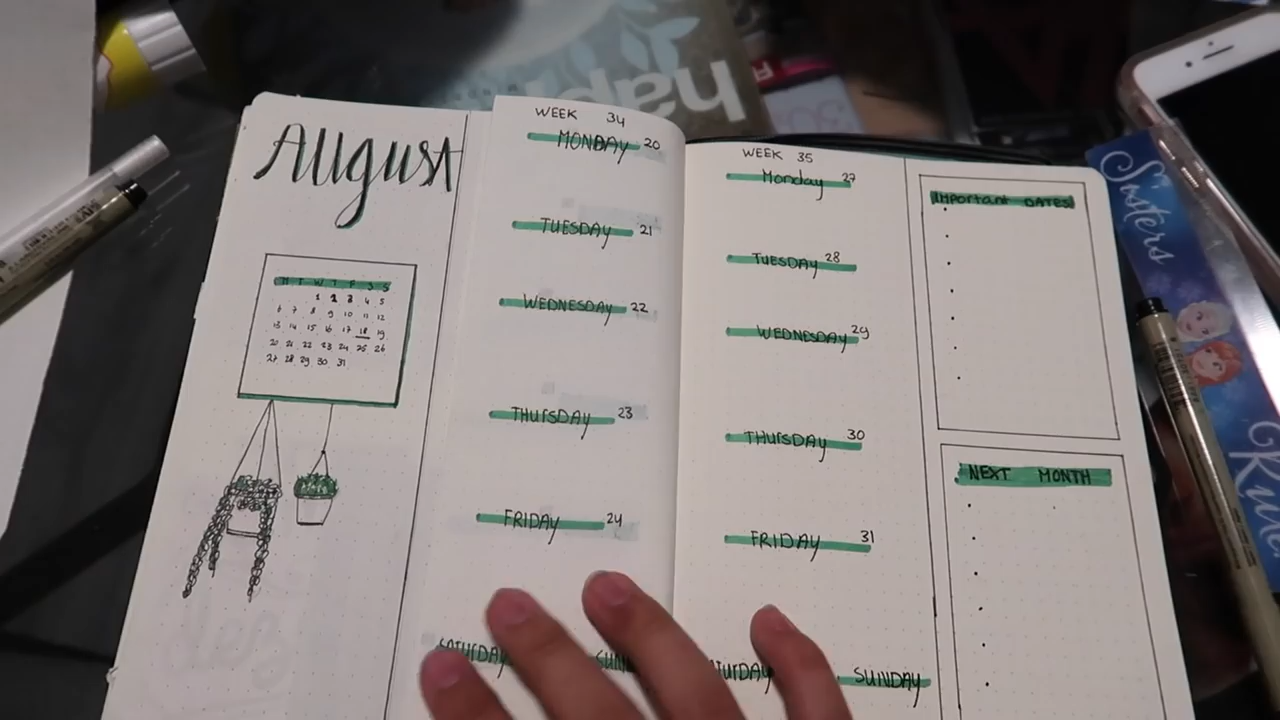 August
M T W T F S S
1 2 3 4 5
6 7 8 9 10 11 12
13 14 15 16 17 18 19
20 21 22 23 24 25 26
27 28 29 30 31
WEEK 34
MONDAY 20
TUESDAY 21
WEDNESDAY 22
THURSDAY 23
FRIDAY 24
SATURDAY
WEEK 35
Monday 27
TUESDAY 28
WEDNESDAY 29
THURSDAY 30
FRIDAY 31
SUNDAY
Important DATES
NEXT MONTH
Sisters